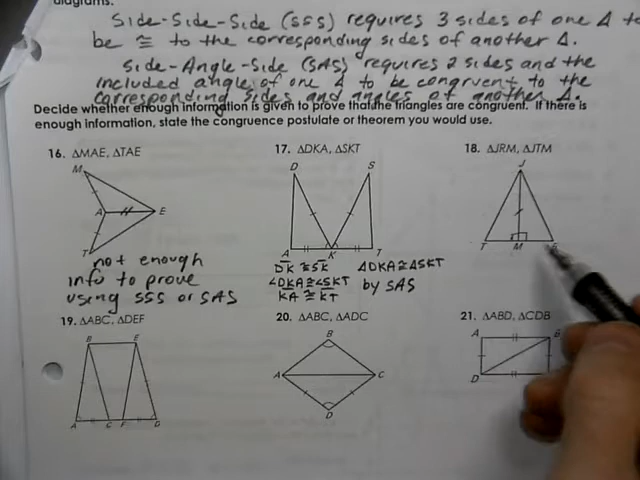 diagrams.
Side-Side-Side (SSS) requires 3 sides of one Δ to
be ≅ to the corresponding sides of another Δ.
Side-Angle-Side (SAS) requires 2 sides and the
included angle of one Δ to be congruent to the
corresponding sides and angles of another Δ.
Decide whether enough information is given to prove that the triangles are congruent. If there is
enough information, state the congruence postulate or theorem you would use.
16. ΔMAE, ΔTAE
17. ΔDKA, ΔSKT
18. ΔJRM, ΔJTM
M
A
E
T
D
S
A
K
T
J
T
M
not enough
info to prove
using SSS or SAS
DK ≅ SK
∠DKA ≅ ∠SKT
KA ≅ KT
ΔDKA ≅ ΔSKT
by SAS
19. ΔABC, ΔDEF
20. ΔABC, ΔADC
21. ΔABD, ΔCDB
B
E
A
C
F
D
B
A
C
D
A
B
D